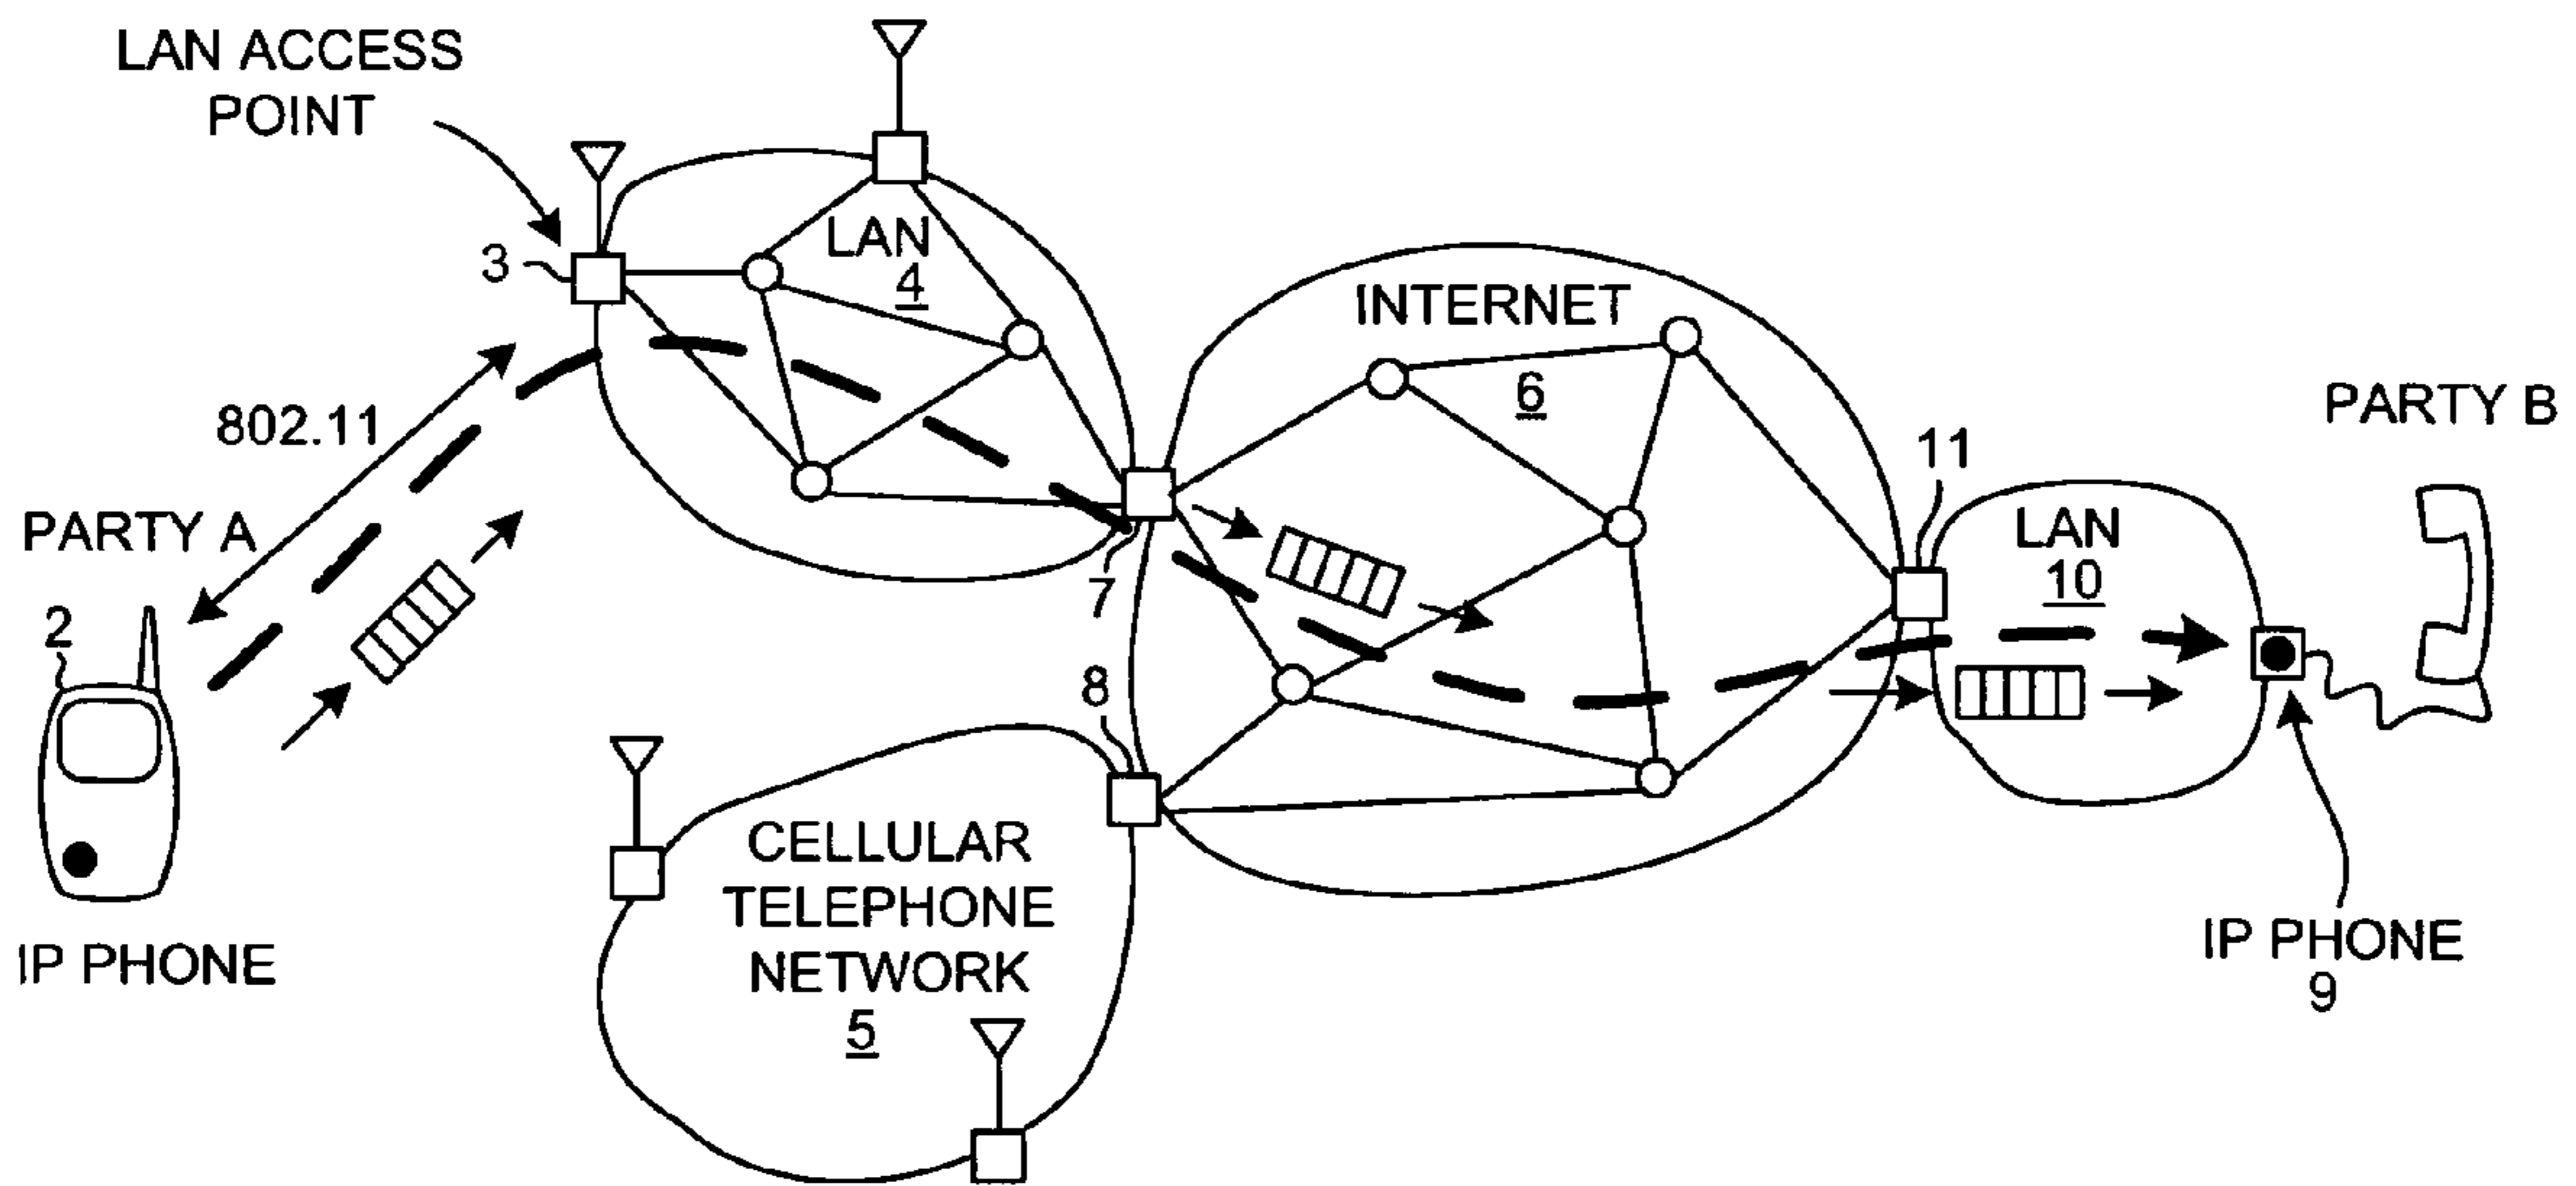 LAN ACCESS
POINT
3
LAN
4
802.11
PARTY A
2
IP PHONE
7
INTERNET
6
8
CELLULAR
TELEPHONE
NETWORK
5
11
LAN
10
PARTY B
IP PHONE
9